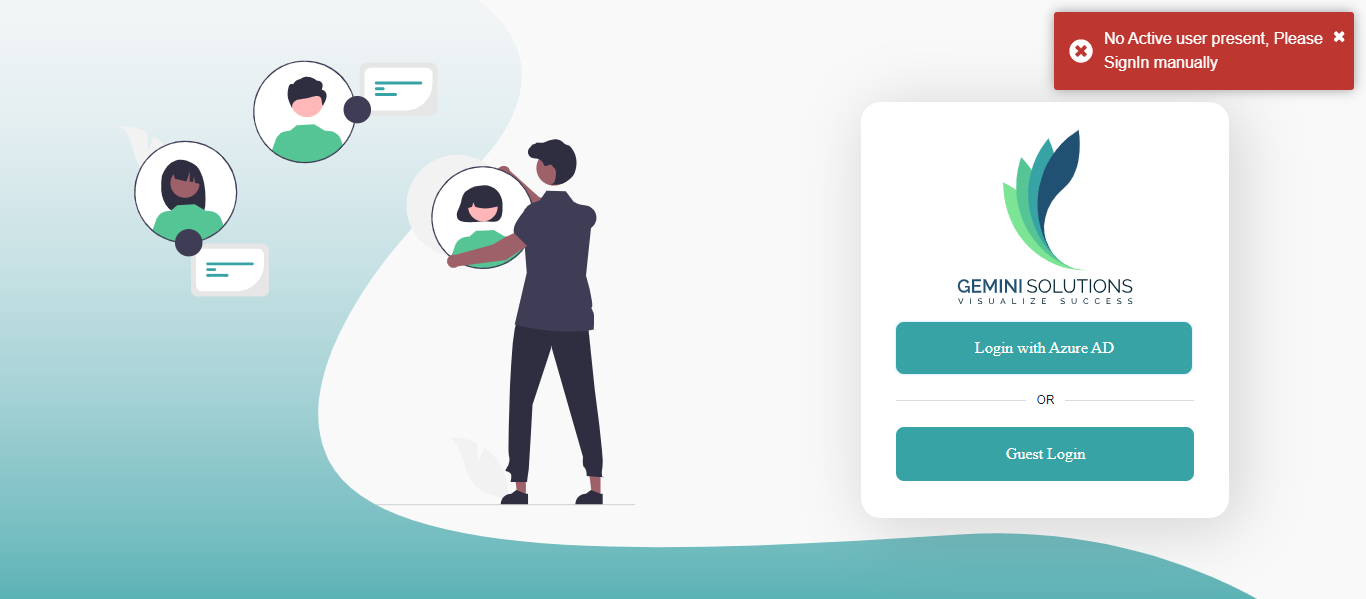 No Active user present, Please
SignIn manually
GEMINI SOLUTIONS
VISUALIZE SUCCESS
Login with Azure AD
OR
Guest Login